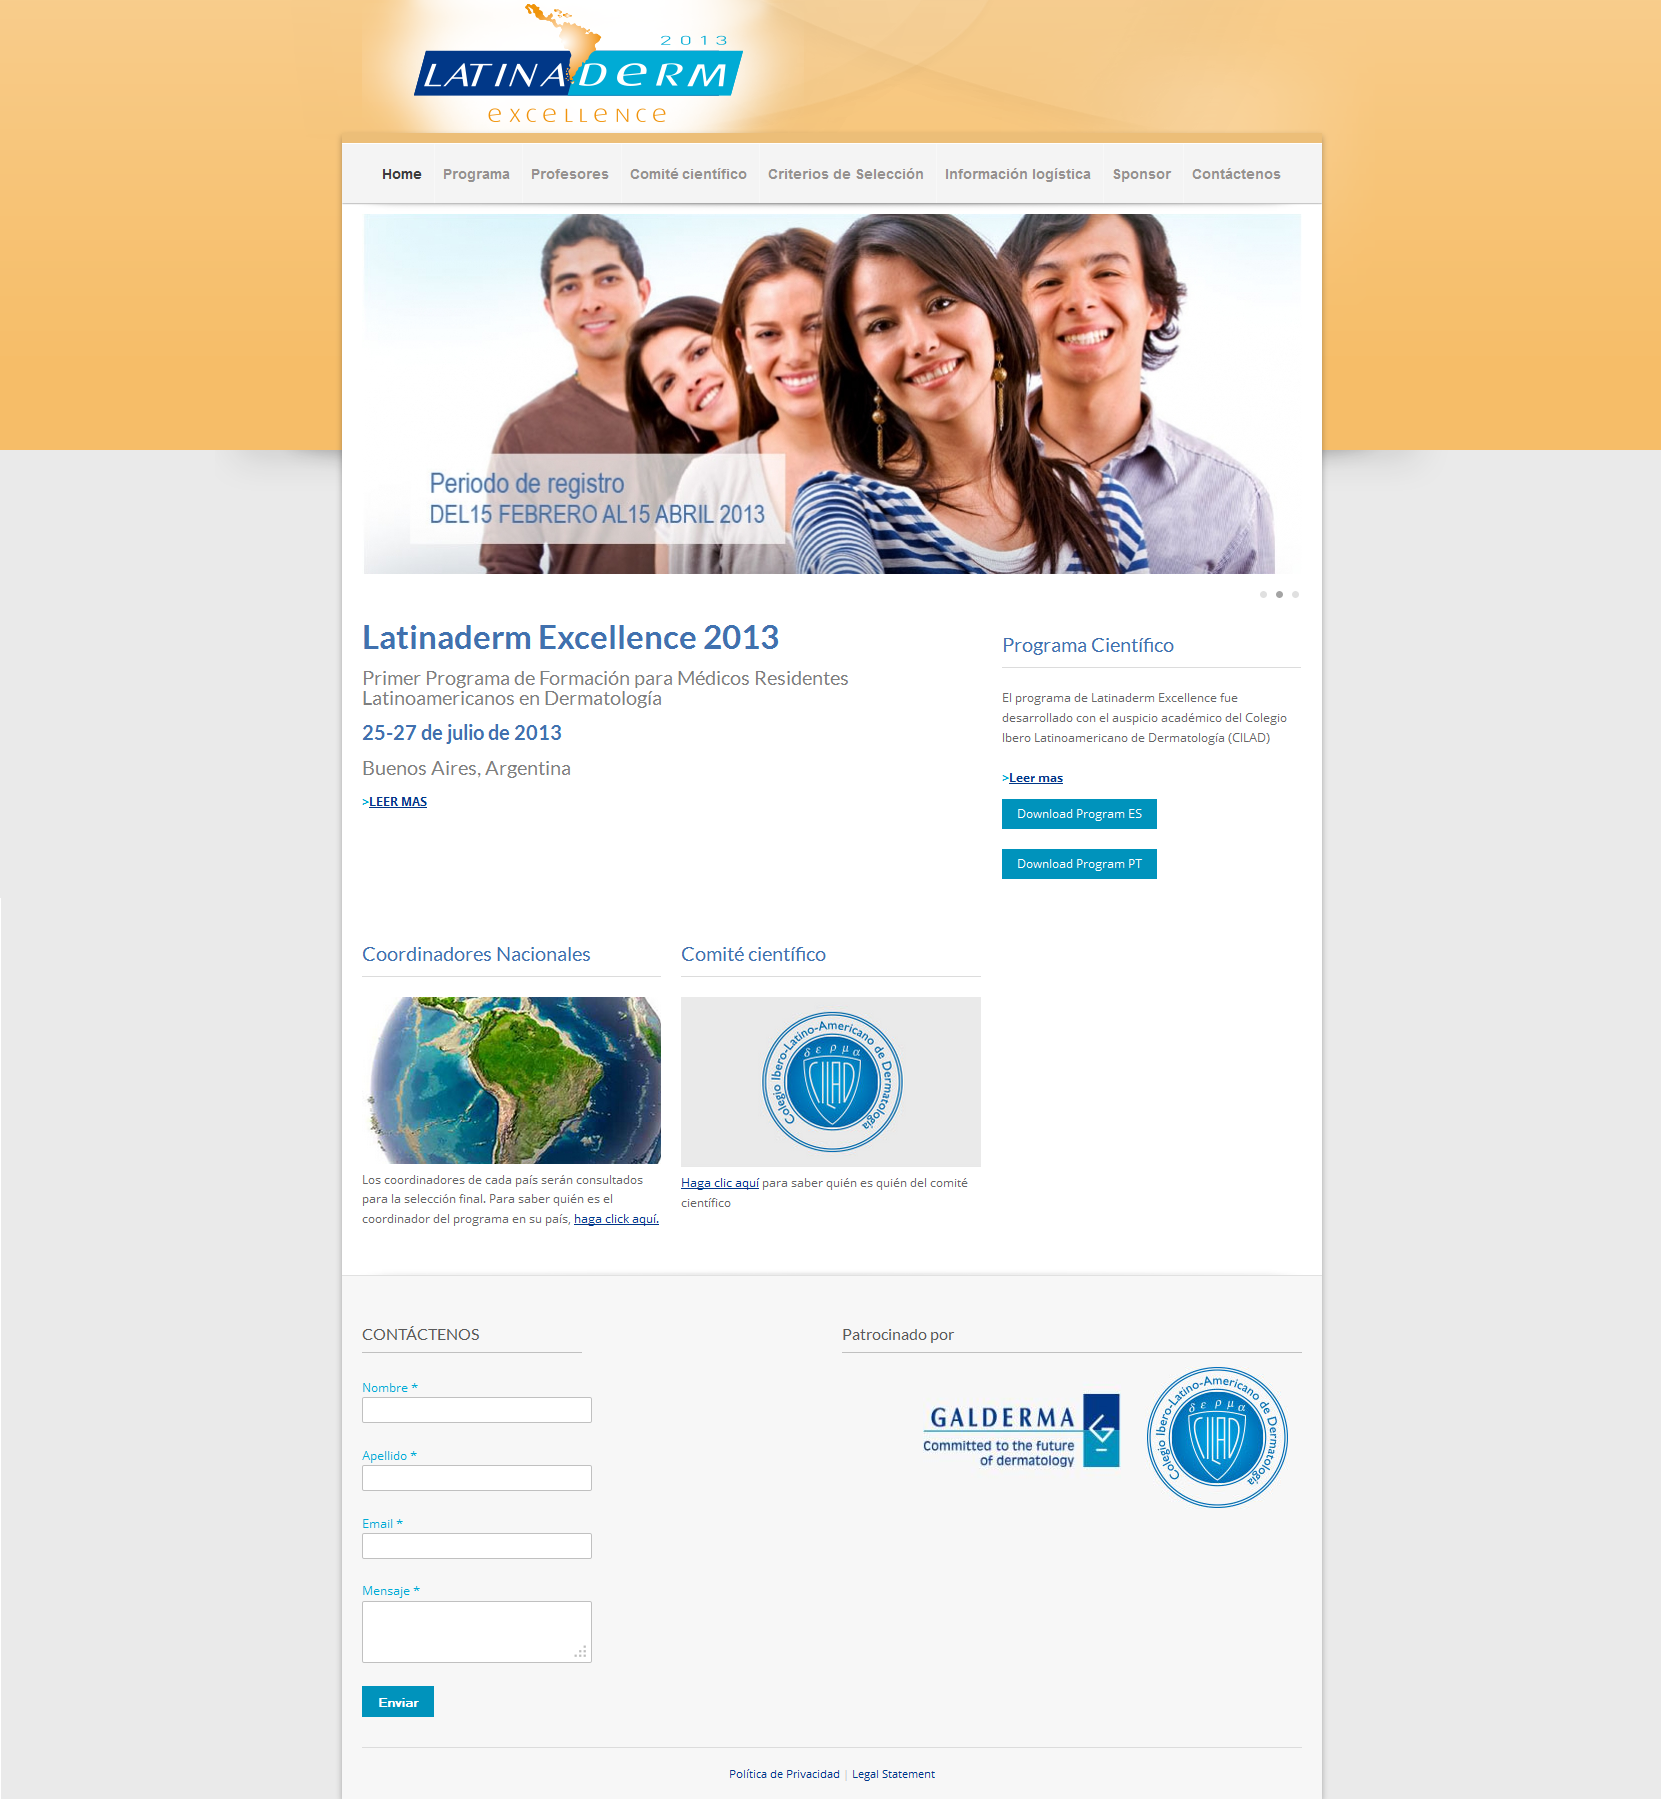 2013
LATINADERM
excellence
Home
Programa
Profesores
Comité científico
Criterios de Selección
Información logística
Sponsor
Contáctenos
Periodo de registro
DEL15 FEBRERO AL15 ABRIL 2013
Latinaderm Excellence 2013
Primer Programa de Formación para Médicos Residentes
Latinoamericanos en Dermatología
25-27 de julio de 2013
Buenos Aires, Argentina
>LEER MAS
Programa Científico
El programa de Latinaderm Excellence fue
desarrollado con el auspicio académico del Colegio
Ibero Latinoamericano de Dermatología (CILAD)
>Leer mas
Download Program ES
Download Program PT
Coordinadores Nacionales
Los coordinadores de cada país serán consultados
para la selección final. Para saber quién es el
coordinador del programa en su país, haga click aquí.
Comité científico
Colegio Ibero-Latino-Americano de Dermatología
δερμα
CILAD
Haga clic aquí para saber quién es quién del comité
científico
CONTÁCTENOS
Nombre *
Apellido *
Email *
Mensaje *
Enviar
Patrocinado por
GALDERMA
Committed to the future
of dermatology
Colegio Ibero-Latino-Americano de Dermatología
δερμα
CILAD
Política de Privacidad | Legal Statement